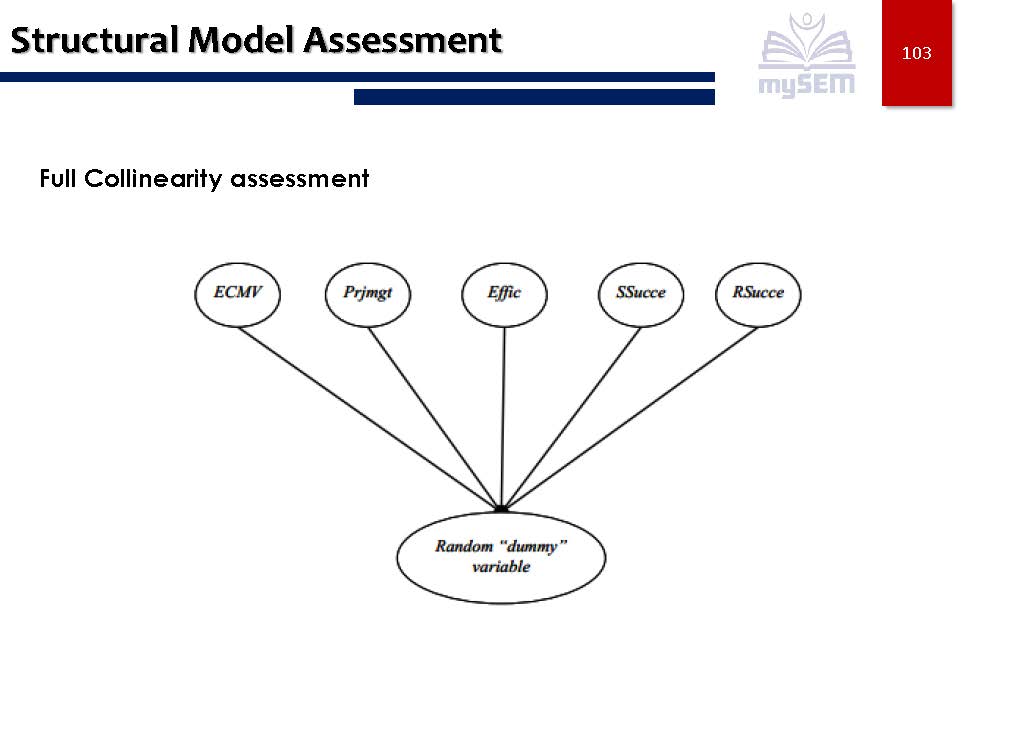 Structural Model Assessment
mySEM
103
Full Collinearity assessment
ECMV
Prjmgt
Effic
SSucce
RSucce
Random “dummy”
variable